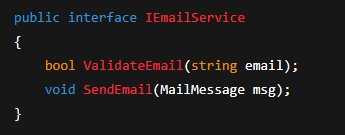 public interface IEmailService
{
    bool ValidateEmail(string email);
    void SendEmail(MailMessage msg);
}